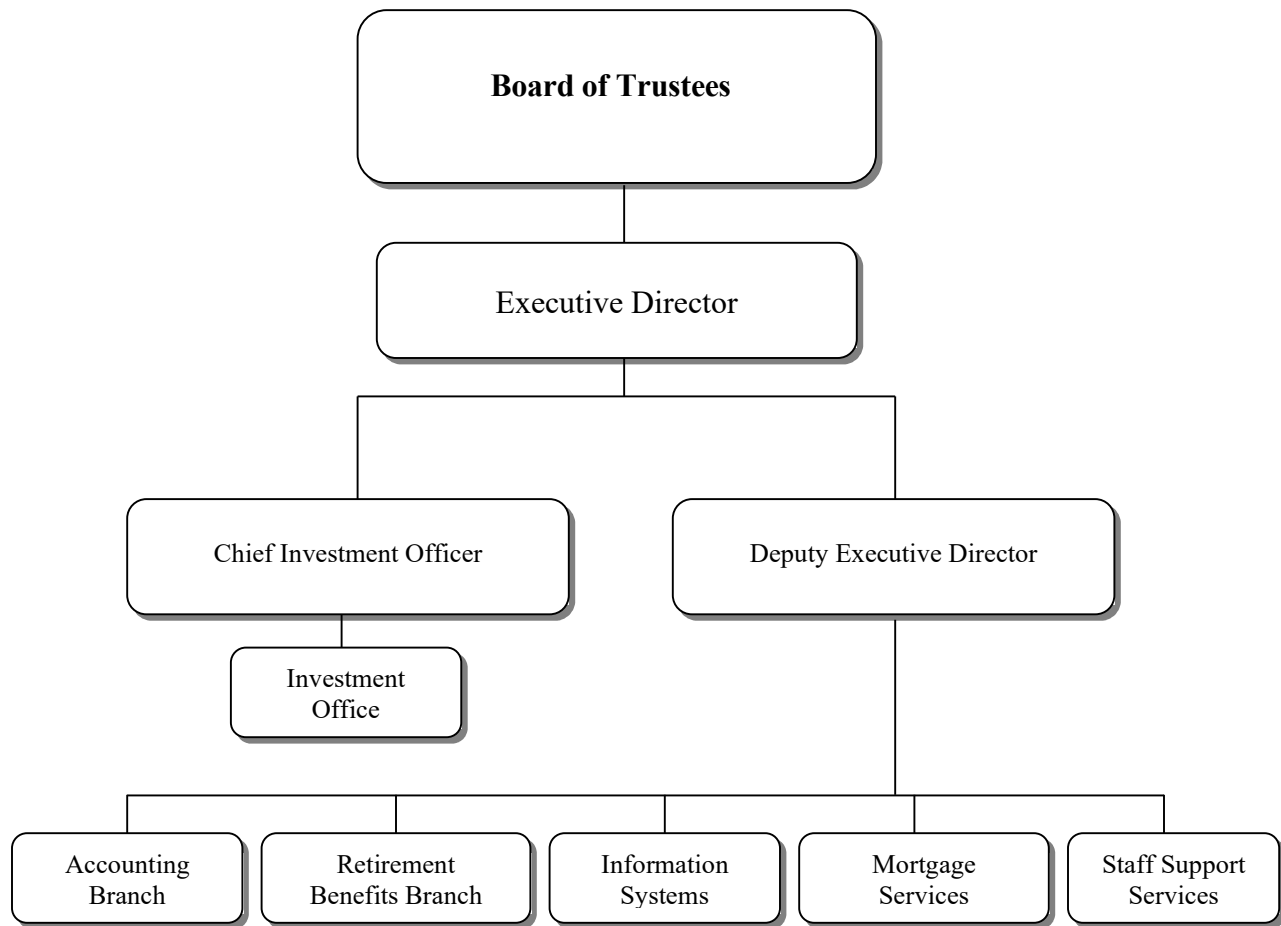 Board of Trustees
Executive Director
Chief Investment Officer
Deputy Executive Director
Investment
Office
Accounting
Branch
Retirement
Benefits Branch
Information
Systems
Mortgage
Services
Staff Support
Services